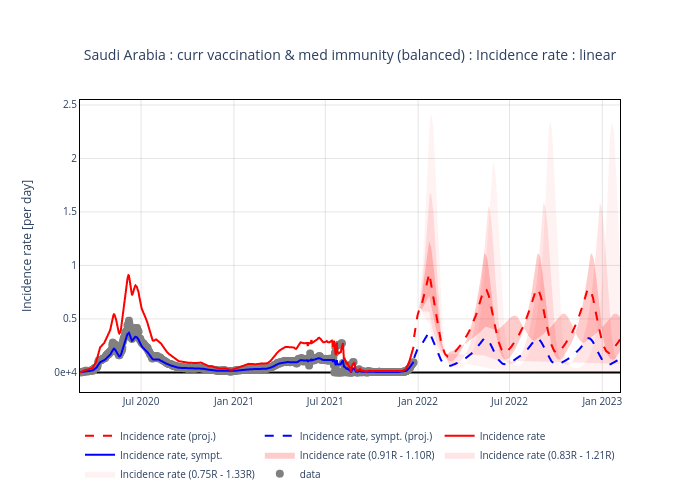 Saudi Arabia : curr vaccination & med immunity (balanced) : Incidence rate : linear
Incidence rate [per day]
2.5
2
1.5
1
0.5
0e+4
Jul 2020
Jan 2021
Jul 2021
Jan 2022
Jul 2022
Jan 2023
Incidence rate (proj.)
Incidence rate, sympt. (proj.)
Incidence rate
Incidence rate, sympt.
Incidence rate (0.91R - 1.10R)
Incidence rate (0.83R - 1.21R)
Incidence rate (0.75R - 1.33R)
data